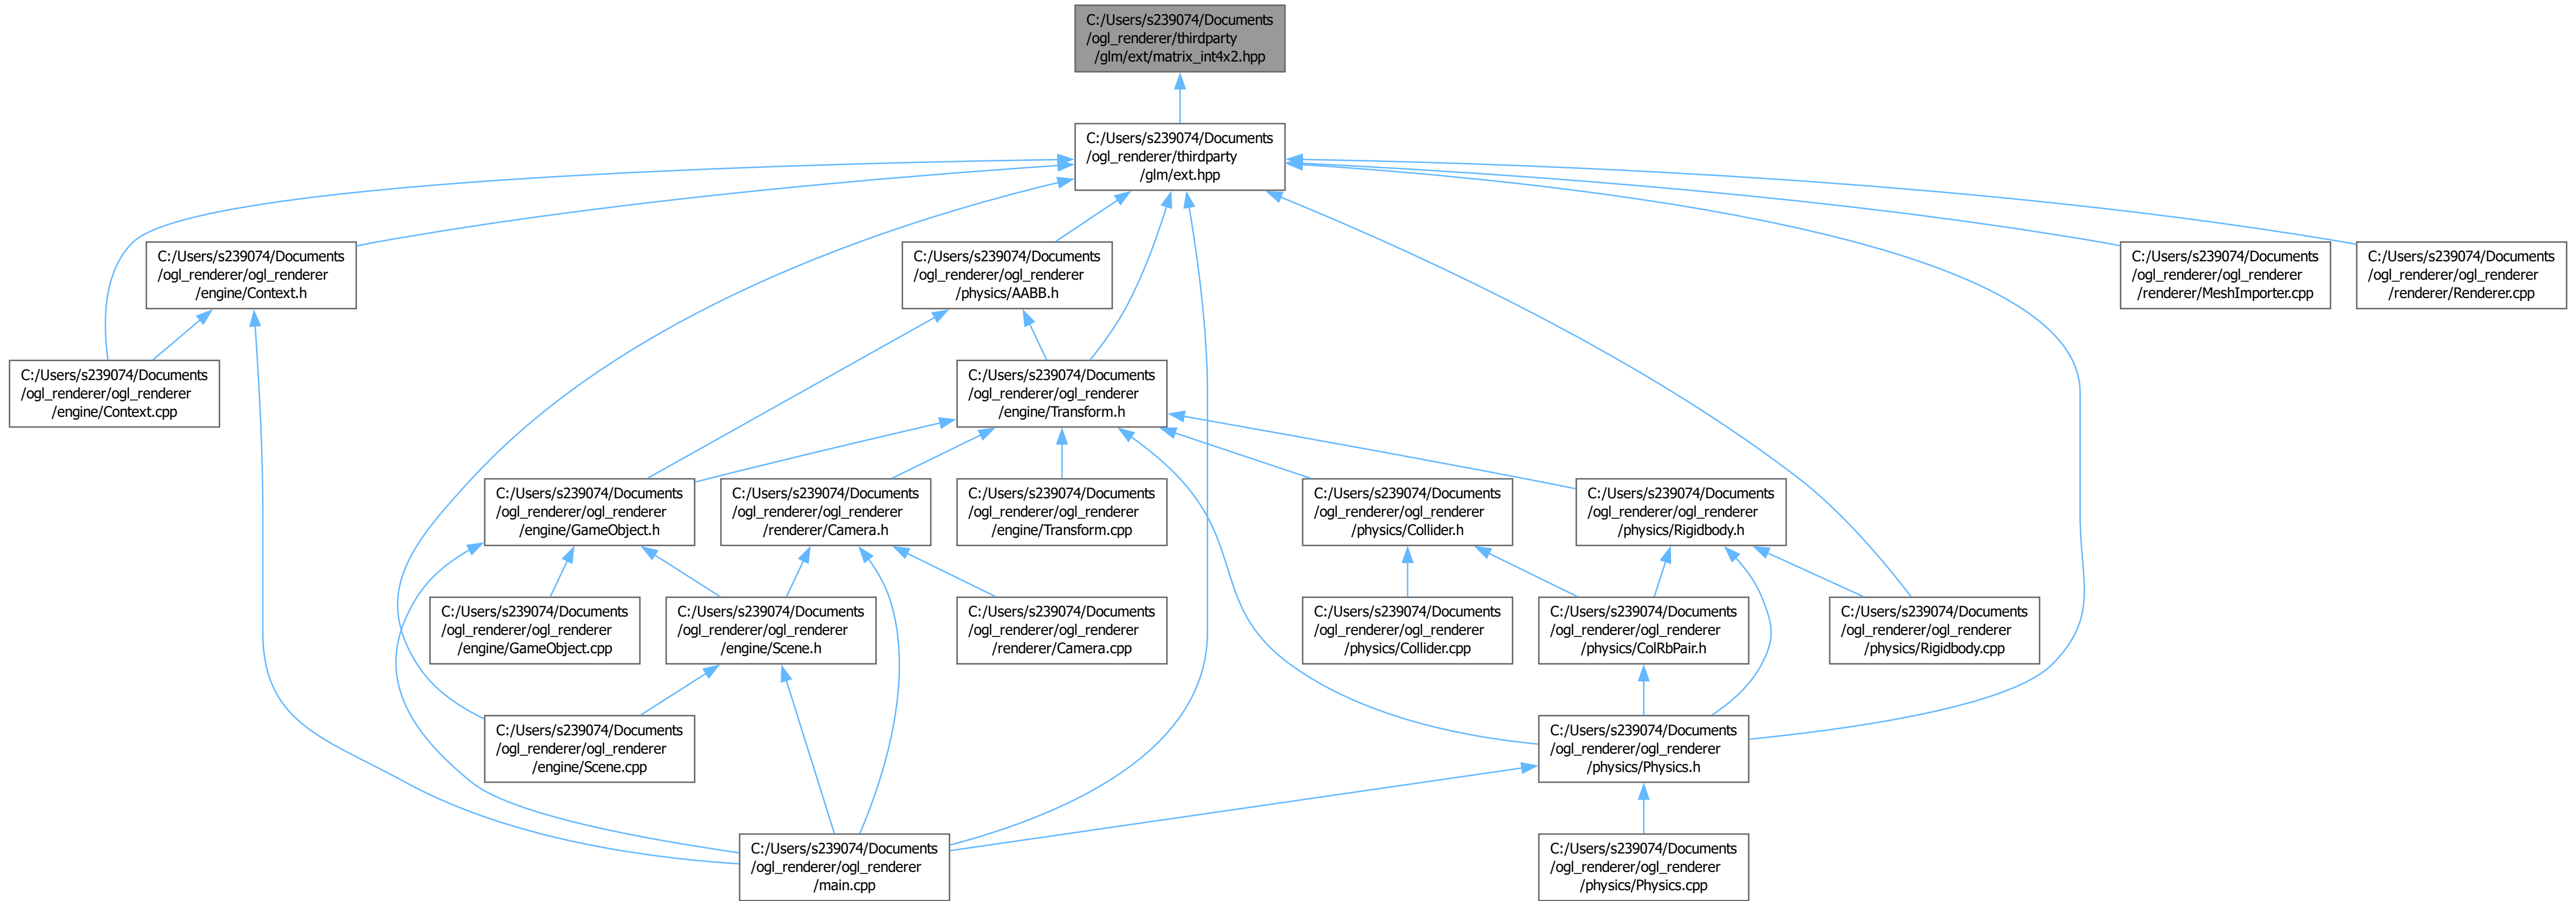 C:/Users/s239074/Documents
/ogl_renderer/thirdparty
/glm/ext/matrix_int4x2.hpp
C:/Users/s239074/Documents
/ogl_renderer/thirdparty
/glm/ext.hpp
C:/Users/s239074/Documents
/ogl_renderer/ogl_renderer
/engine/Context.h
C:/Users/s239074/Documents
/ogl_renderer/ogl_renderer
/physics/AABB.h
C:/Users/s239074/Documents
/ogl_renderer/ogl_renderer
/renderer/MeshImporter.cpp
C:/Users/s239074/Documents
/ogl_renderer/ogl_renderer
/renderer/Renderer.cpp
C:/Users/s239074/Documents
/ogl_renderer/ogl_renderer
/engine/Context.cpp
C:/Users/s239074/Documents
/ogl_renderer/ogl_renderer
/engine/Transform.h
C:/Users/s239074/Documents
/ogl_renderer/ogl_renderer
/engine/GameObject.h
C:/Users/s239074/Documents
/ogl_renderer/ogl_renderer
/renderer/Camera.h
C:/Users/s239074/Documents
/ogl_renderer/ogl_renderer
/engine/Transform.cpp
C:/Users/s239074/Documents
/ogl_renderer/ogl_renderer
/physics/Collider.h
C:/Users/s239074/Documents
/ogl_renderer/ogl_renderer
/physics/Rigidbody.h
C:/Users/s239074/Documents
/ogl_renderer/ogl_renderer
/engine/GameObject.cpp
C:/Users/s239074/Documents
/ogl_renderer/ogl_renderer
/engine/Scene.h
C:/Users/s239074/Documents
/ogl_renderer/ogl_renderer
/renderer/Camera.cpp
C:/Users/s239074/Documents
/ogl_renderer/ogl_renderer
/physics/Collider.cpp
C:/Users/s239074/Documents
/ogl_renderer/ogl_renderer
/physics/ColRbPair.h
C:/Users/s239074/Documents
/ogl_renderer/ogl_renderer
/physics/Rigidbody.cpp
C:/Users/s239074/Documents
/ogl_renderer/ogl_renderer
/engine/Scene.cpp
C:/Users/s239074/Documents
/ogl_renderer/ogl_renderer
/physics/Physics.h
C:/Users/s239074/Documents
/ogl_renderer/ogl_renderer
/main.cpp
C:/Users/s239074/Documents
/ogl_renderer/ogl_renderer
/physics/Physics.cpp